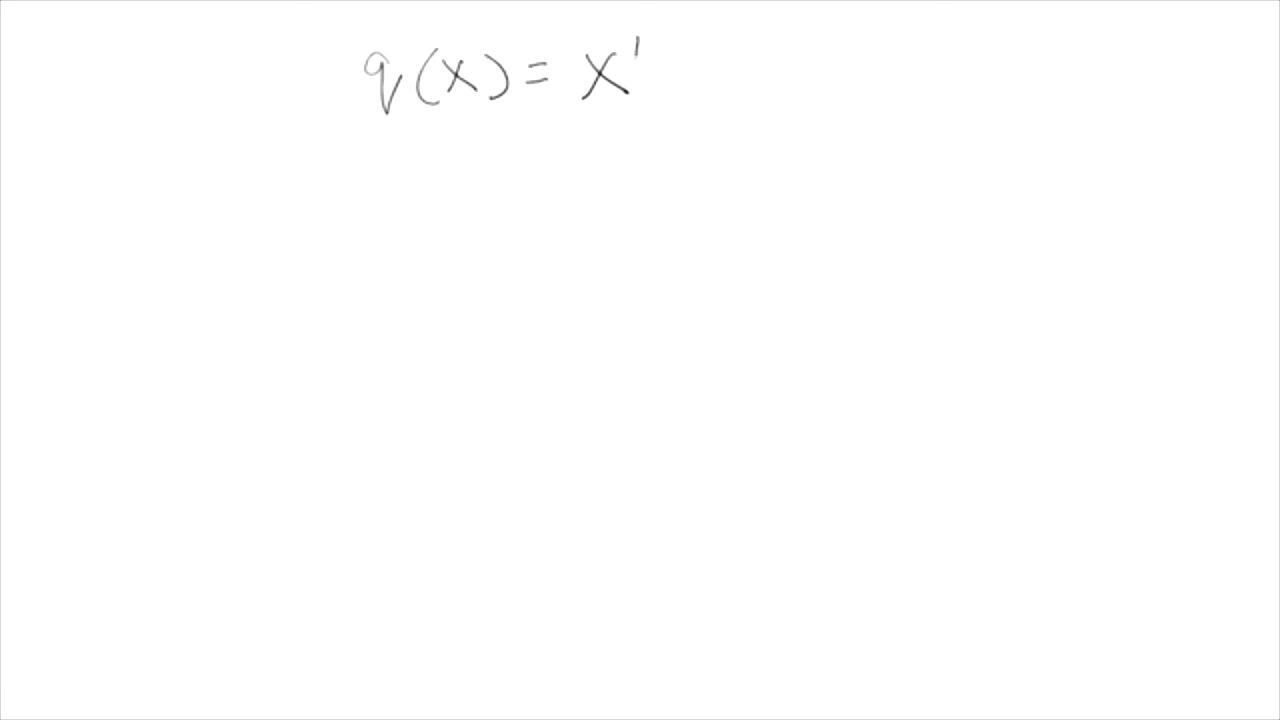 q(x) = x'